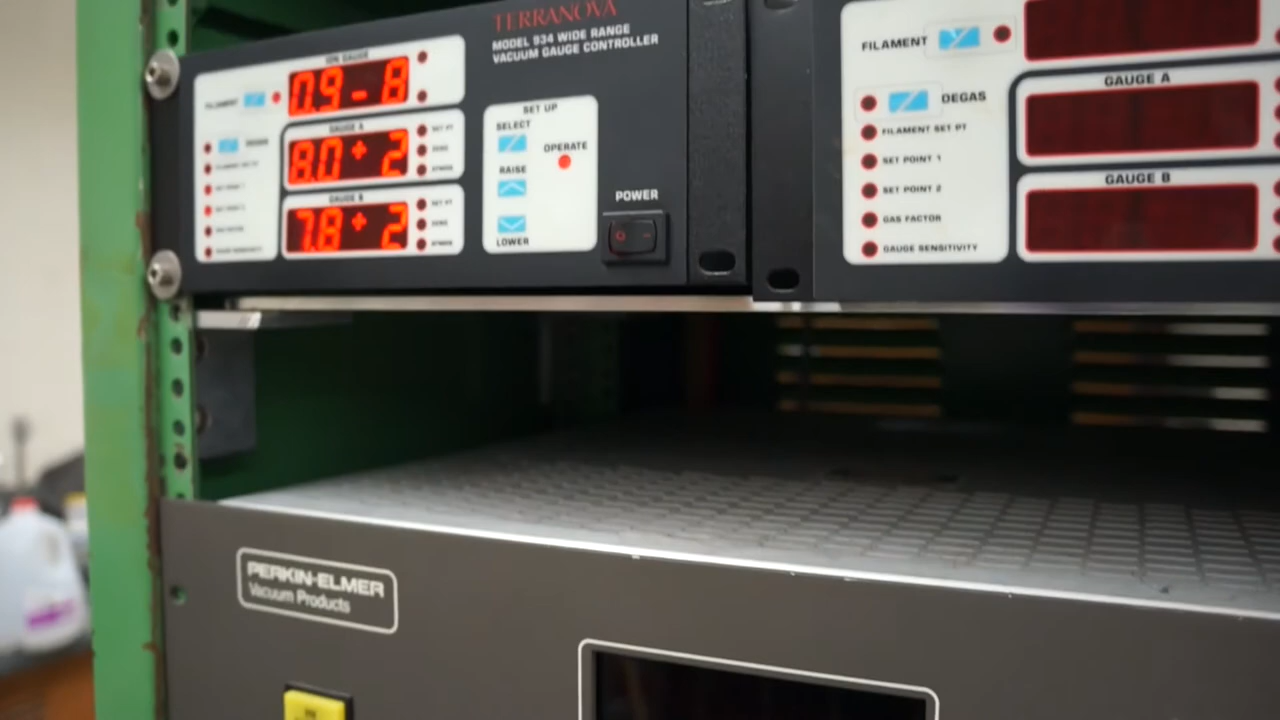 TERRANOVA
MODEL 934 WIDE RANGE
VACUUM GAUGE CONTROLLER
ION GAUGE
FILAMENT
0.9 - 8
DEGAS
GAUGE A
8.0 + 2
GAUGE B
7.8 + 2
SET UP
SELECT
OPERATE
RAISE
LOWER
POWER
FILAMENT
DEGAS
FILAMENT SET PT
SET POINT 1
SET POINT 2
GAS FACTOR
GAUGE SENSITIVITY
GAUGE A
GAUGE B
PERKIN-ELMER
Vacuum Products